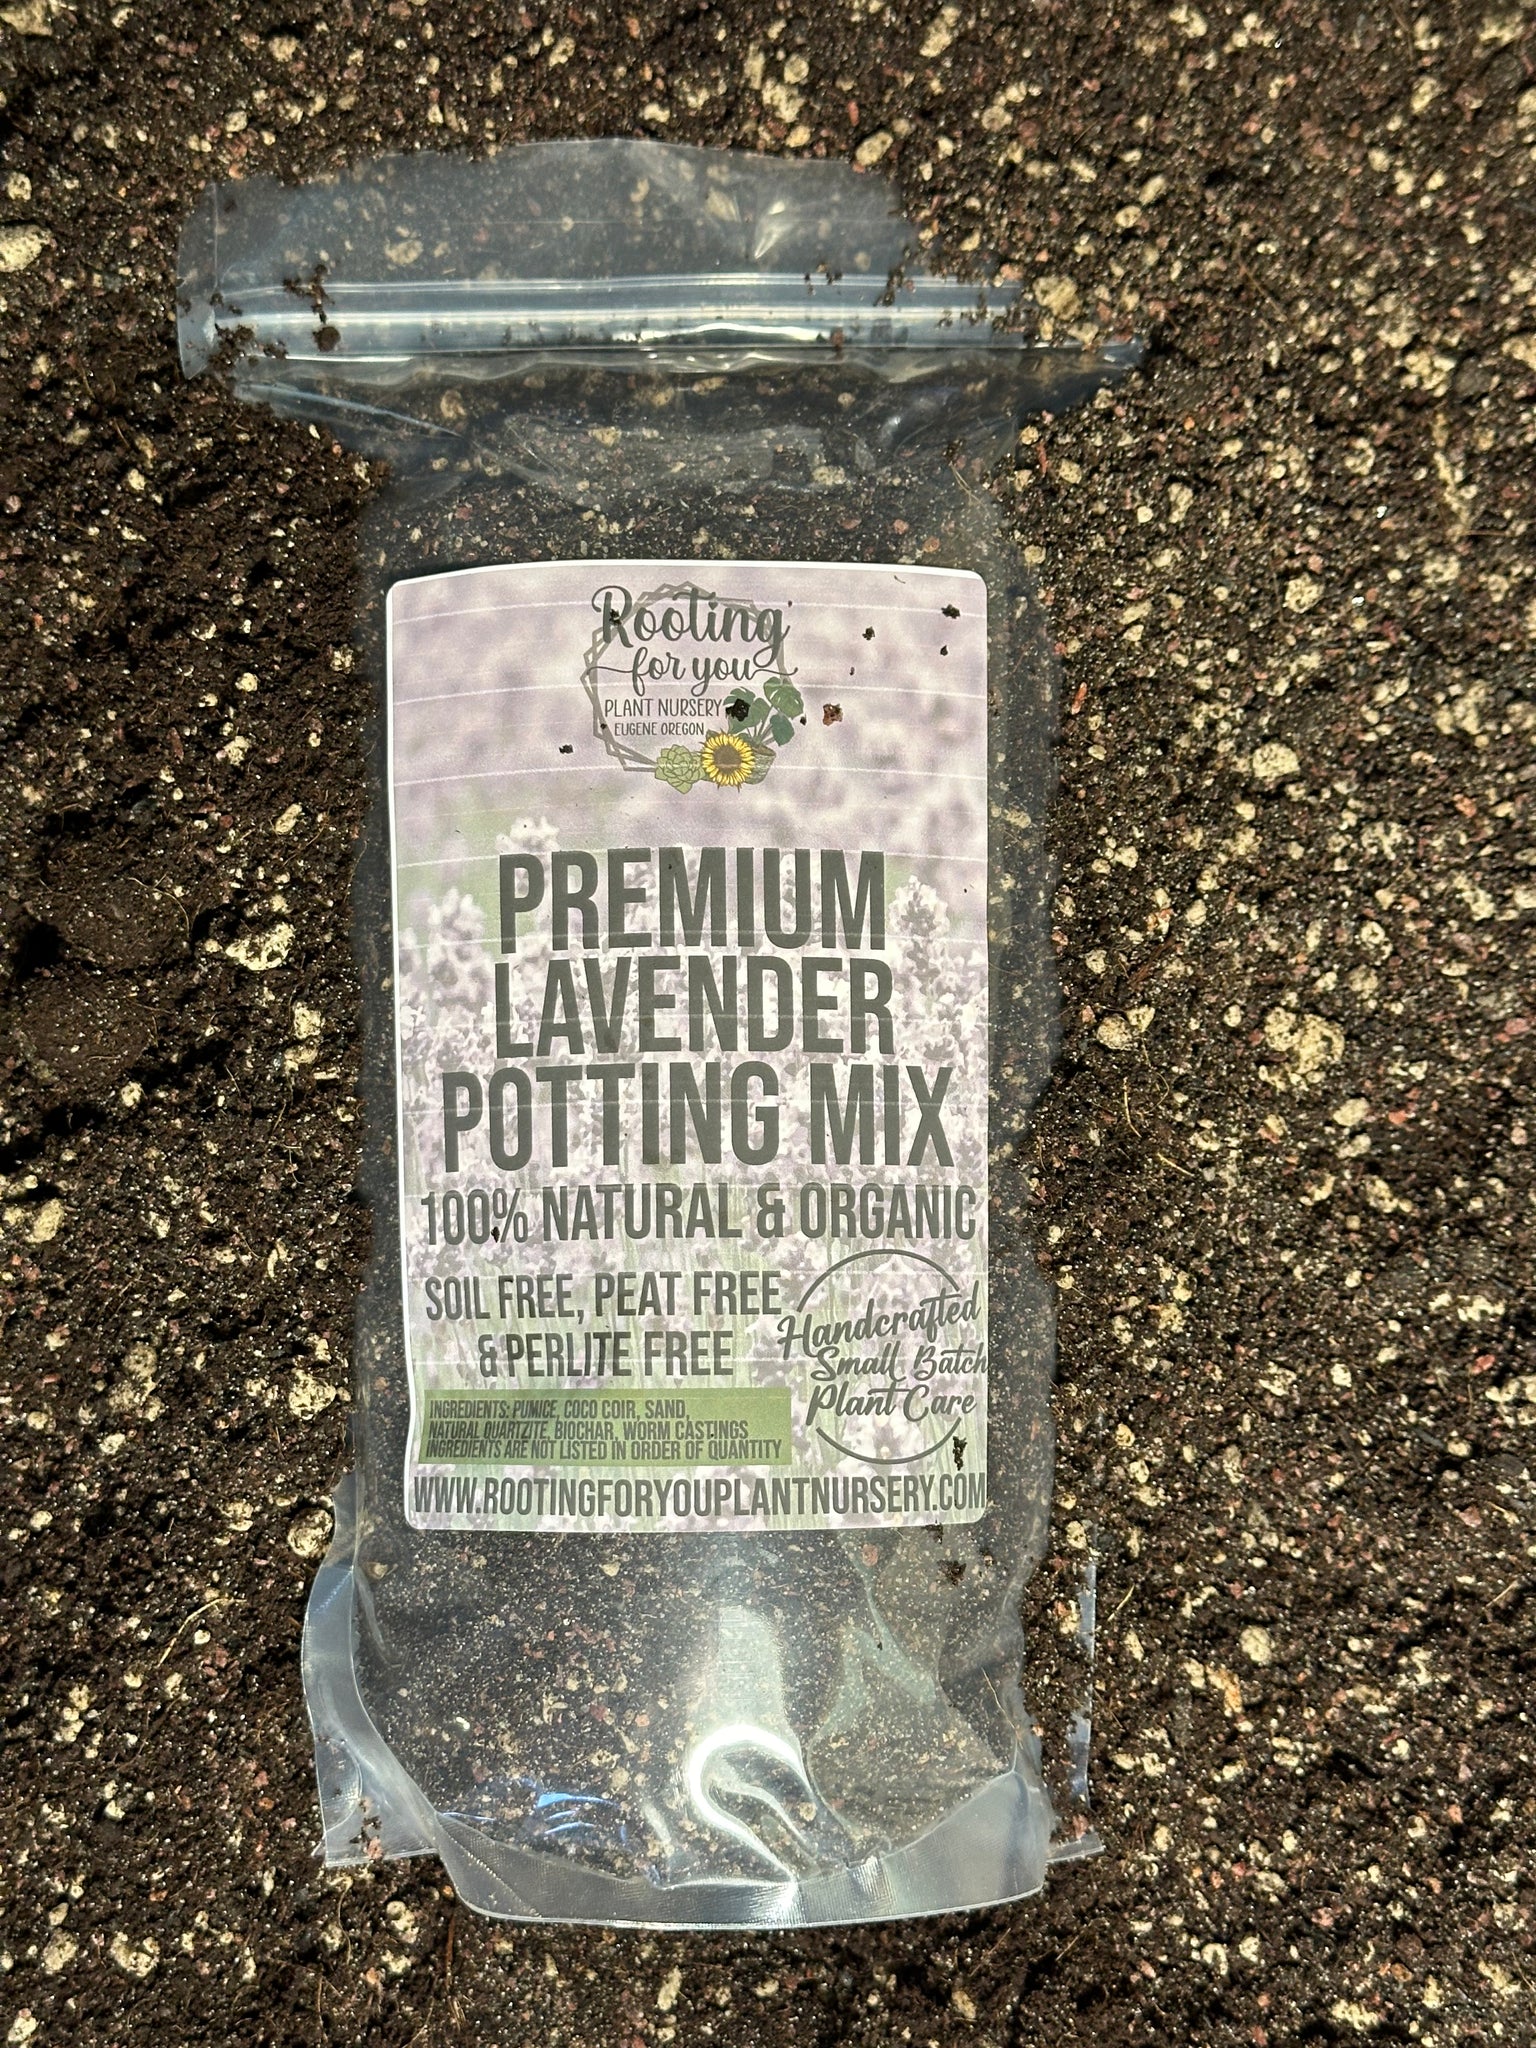 Rooting
for you
PLANT NURSERY
EUGENE OREGON
PREMIUM
LAVENDER
POTTING MIX
100% NATURAL & ORGANIC
SOIL FREE, PEAT FREE
& PERLITE FREE
Handcrafted
Small Batch
Plant Care
INGREDIENTS: PUMICE, COCO COIR, SAND,
NATURAL QUARTZITE, BIOCHAR, WORM CASTINGS
INGREDIENTS ARE NOT LISTED IN ORDER OF QUANTITY
WWW.ROOTINGFORYOUPLANTNURSERY.COM